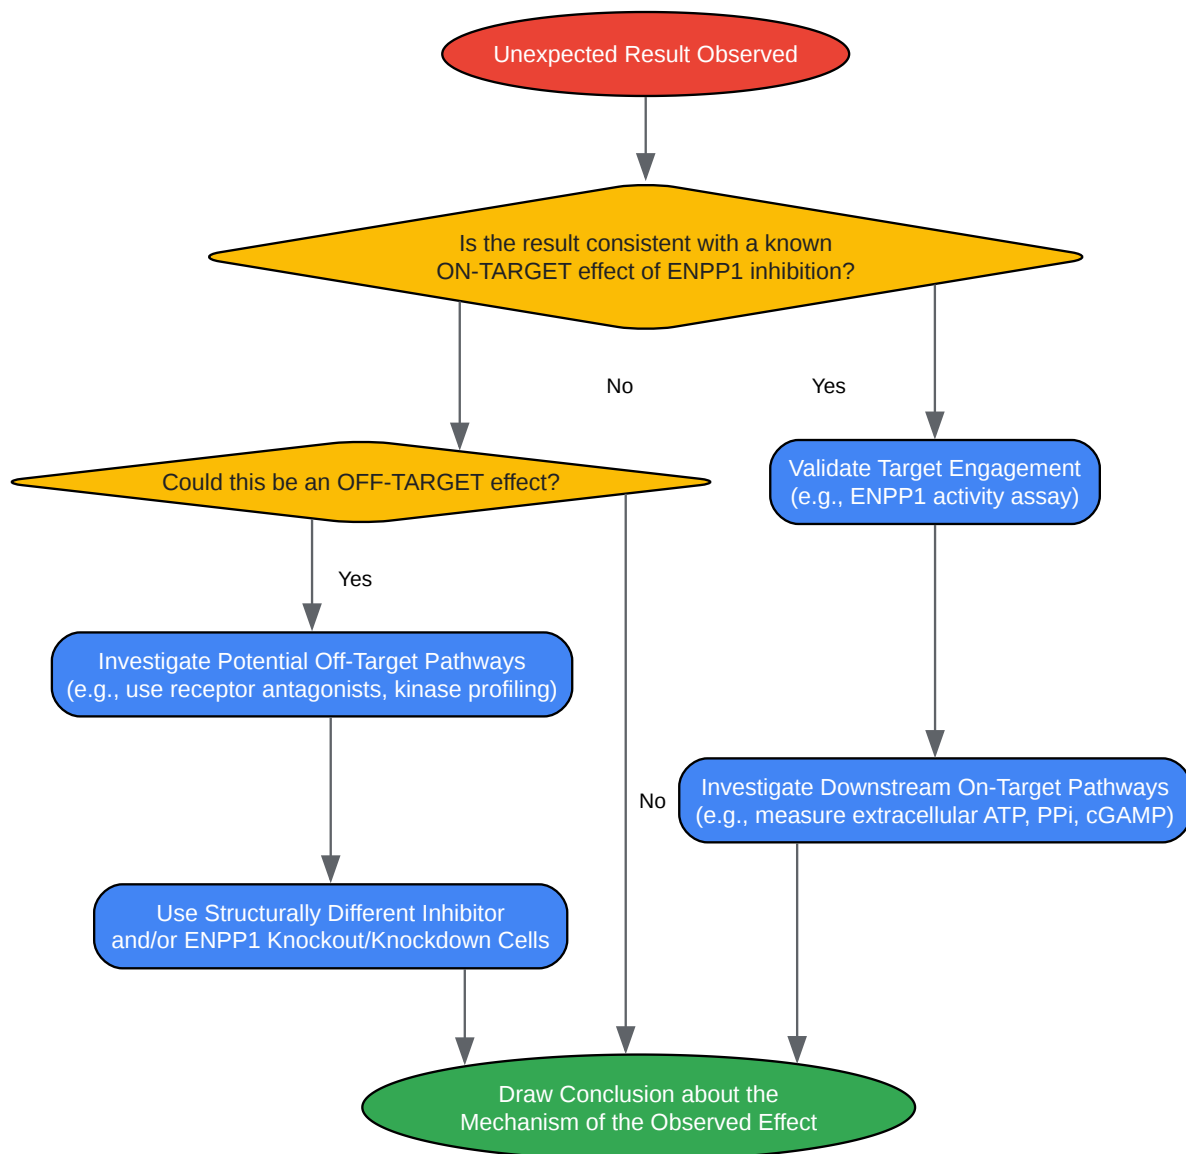 Unexpected Result Observed
Is the result consistent with a known
ON-TARGET effect of ENPP1 inhibition?
No
Yes
Could this be an OFF-TARGET effect?
Validate Target Engagement
(e.g., ENPP1 activity assay)
Yes
Investigate Potential Off-Target Pathways
(e.g., use receptor antagonists, kinase profiling)
Investigate Downstream On-Target Pathways
(e.g., measure extracellular ATP, PPi, cGAMP)
No
Use Structurally Different Inhibitor
and/or ENPP1 Knockout/Knockdown Cells
Draw Conclusion about the
Mechanism of the Observed Effect